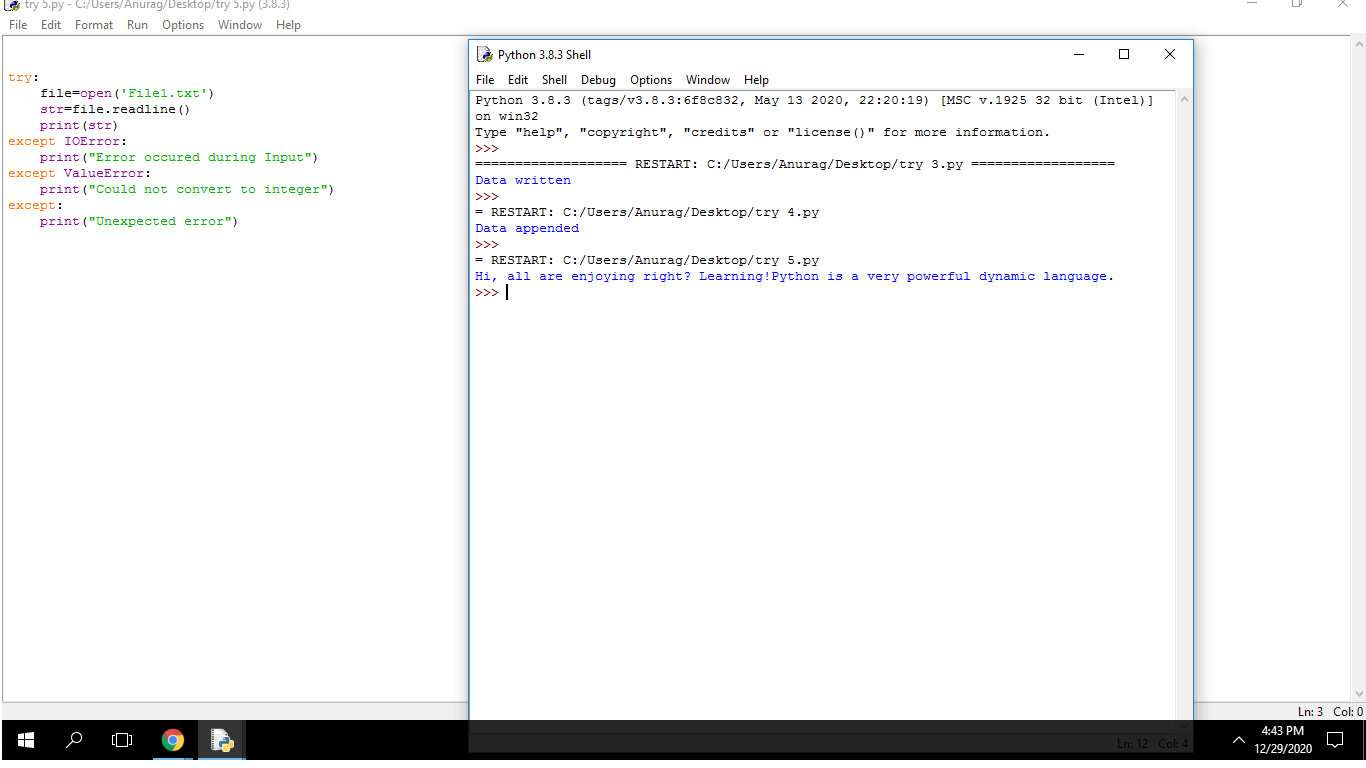 try 5.py - C:/Users/Anurag/Desktop/try 5.py (3.8.3)
File Edit Format Run Options Window Help
try:
    file=open('File1.txt')
    str=file.readline()
    print(str)
except IOError:
    print("Error occured during Input")
except ValueError:
    print("Could not convert to integer")
except:
    print("Unexpected error")
Python 3.8.3 Shell
File Edit Shell Debug Options Window Help
Python 3.8.3 (tags/v3.8.3:6f8c832, May 13 2020, 22:20:19) [MSC v.1925 32 bit (Intel)]
on win32
Type "help", "copyright", "credits" or "license()" for more information.
>>>
=================== RESTART: C:/Users/Anurag/Desktop/try 3.py ==================
Data written
>>>
= RESTART: C:/Users/Anurag/Desktop/try 4.py
Data appended
>>>
= RESTART: C:/Users/Anurag/Desktop/try 5.py
Hi, all are enjoying right? Learning!Python is a very powerful dynamic language.
>>>
Ln: 3 Col: 0
Ln: 12 Col: 4
4:43 PM
12/29/2020